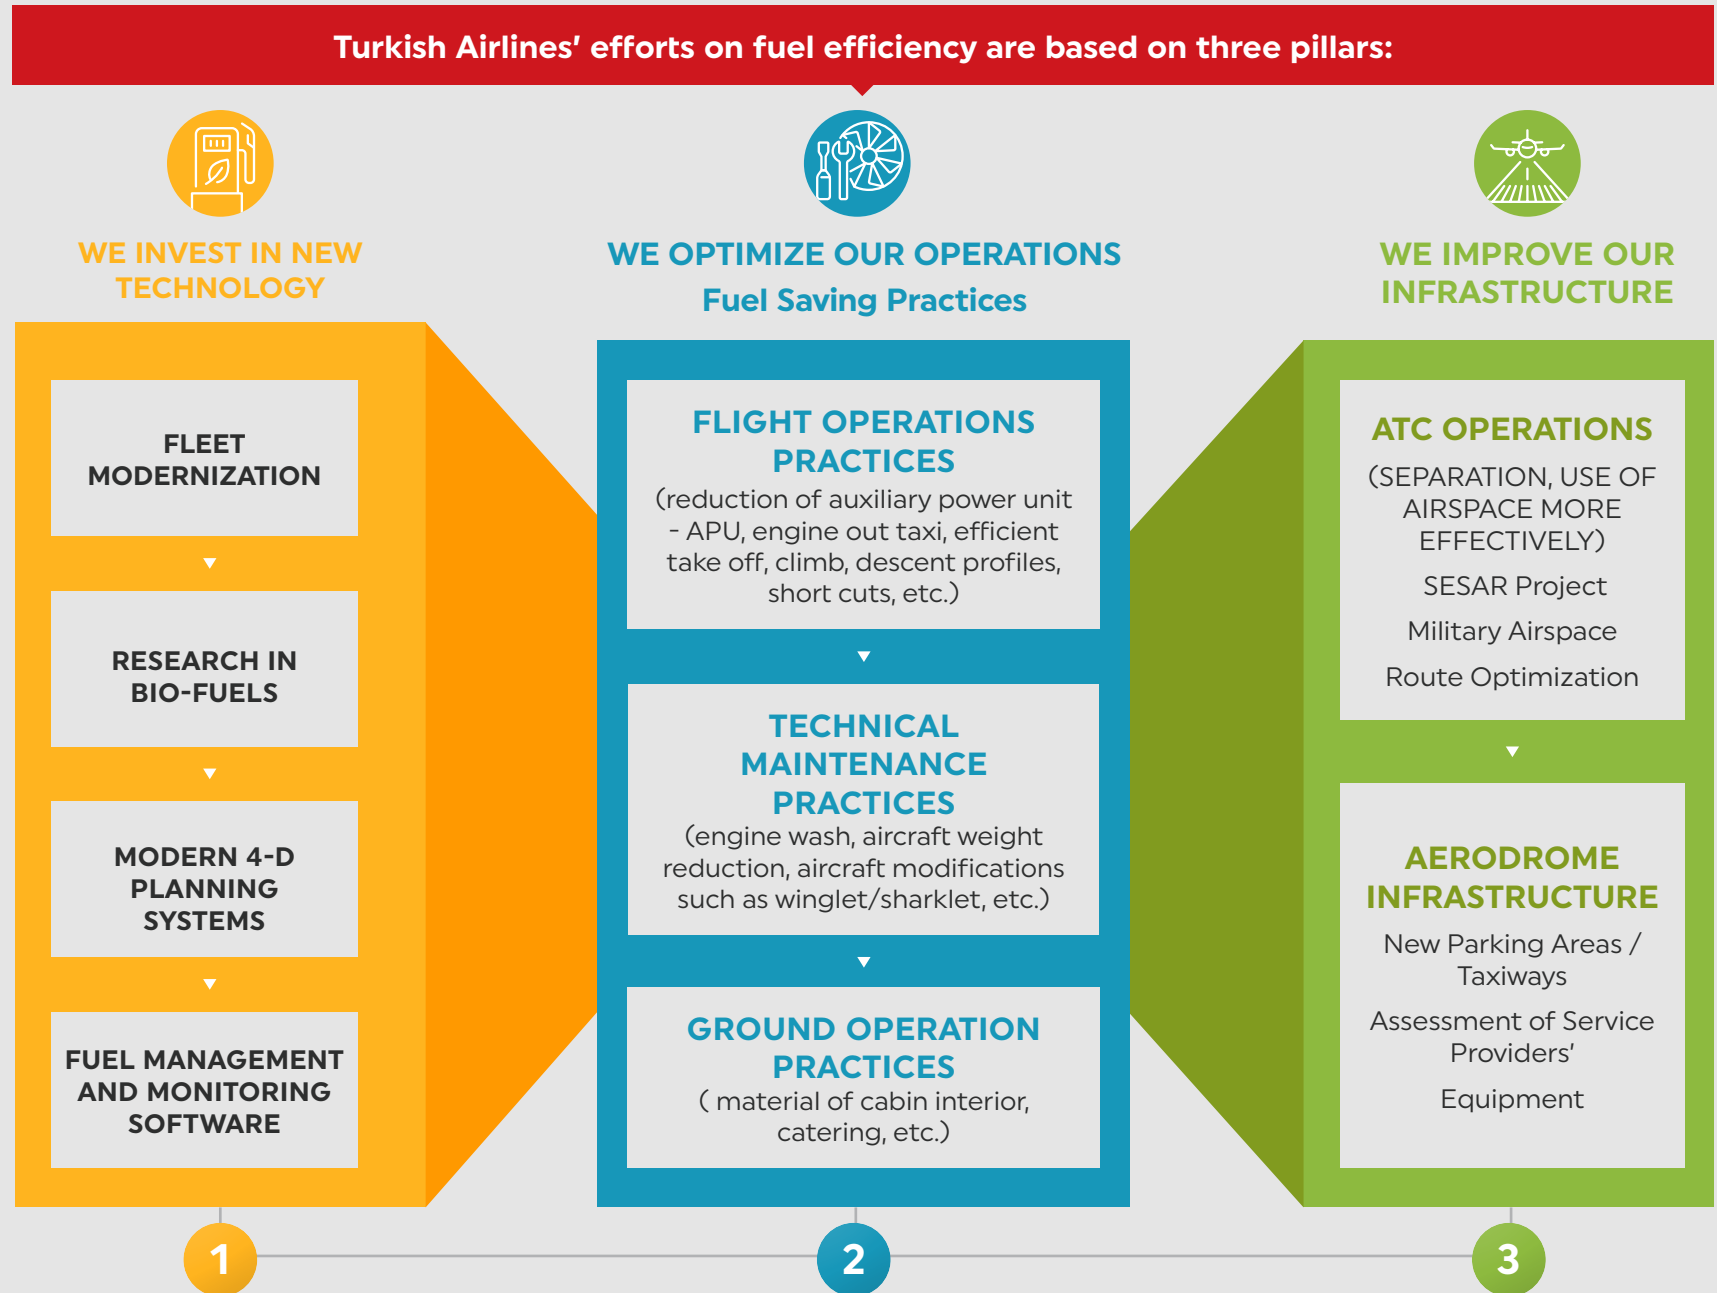 Turkish Airlines' efforts on fuel efficiency are based on three pillars:
WE INVEST IN NEW
TECHNOLOGY
FLEET
MODERNIZATION
RESEARCH IN
BIO-FUELS
MODERN 4-D
PLANNING
SYSTEMS
FUEL MANAGEMENT
AND MONITORING
SOFTWARE
1
WE OPTIMIZE OUR OPERATIONS
Fuel Saving Practices
FLIGHT OPERATIONS
PRACTICES
(reduction of auxiliary power unit
- APU, engine out taxi, efficient
take off, climb, descent profiles,
short cuts, etc.)
TECHNICAL
MAINTENANCE
PRACTICES
(engine wash, aircraft weight
reduction, aircraft modifications
such as winglet/sharklet, etc.)
GROUND OPERATION
PRACTICES
( material of cabin interior,
catering, etc.)
2
WE IMPROVE OUR
INFRASTRUCTURE
ATC OPERATIONS
(SEPARATION, USE OF
AIRSPACE MORE
EFFECTIVELY)
SESAR Project
Military Airspace
Route Optimization
AERODROME
INFRASTRUCTURE
New Parking Areas /
Taxiways
Assessment of Service
Providers'
Equipment
3